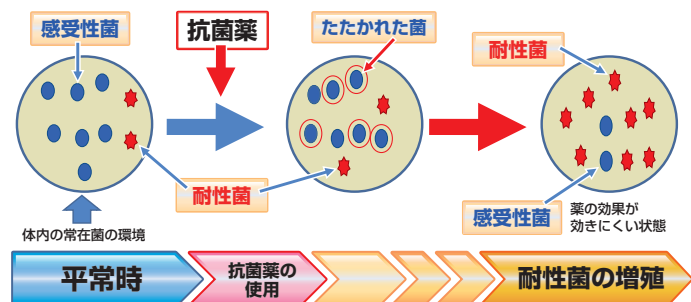 感受性菌
抗菌薬
たたかれた菌
耐性菌
耐性菌
体内の常在菌の環境
感受性菌
薬の効果が
効きにくい状態
平常時
抗菌薬の
使用
耐性菌の増殖